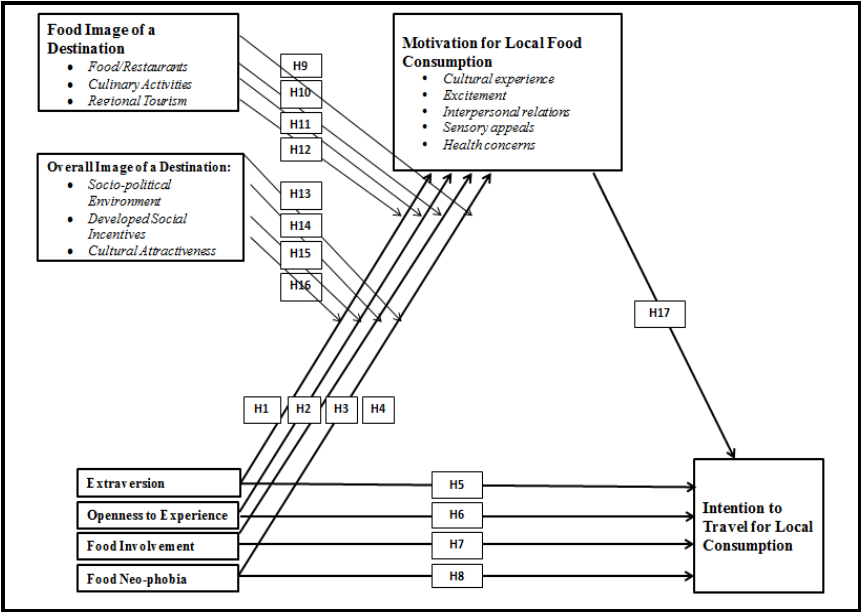 Food Image of a
Destination
• Food/Restaurants
• Culinary Activities
• Regional Tourism
H9
H10
H11
H12
Motivation for Local Food
Consumption
• Cultural experience
• Excitement
• Interpersonal relations
• Sensory appeals
• Health concerns
Overall Image of a Destination:
• Socio-political
Environment
• Developed Social
Incentives
• Cultural Attractiveness
H13
H14
H15
H16
H17
H1
H2
H3
H4
Extraversion
Openness to Experience
Food Involvement
Food Neo-phobia
H5
H6
H7
H8
Intention to
Travel for Local
Consumption